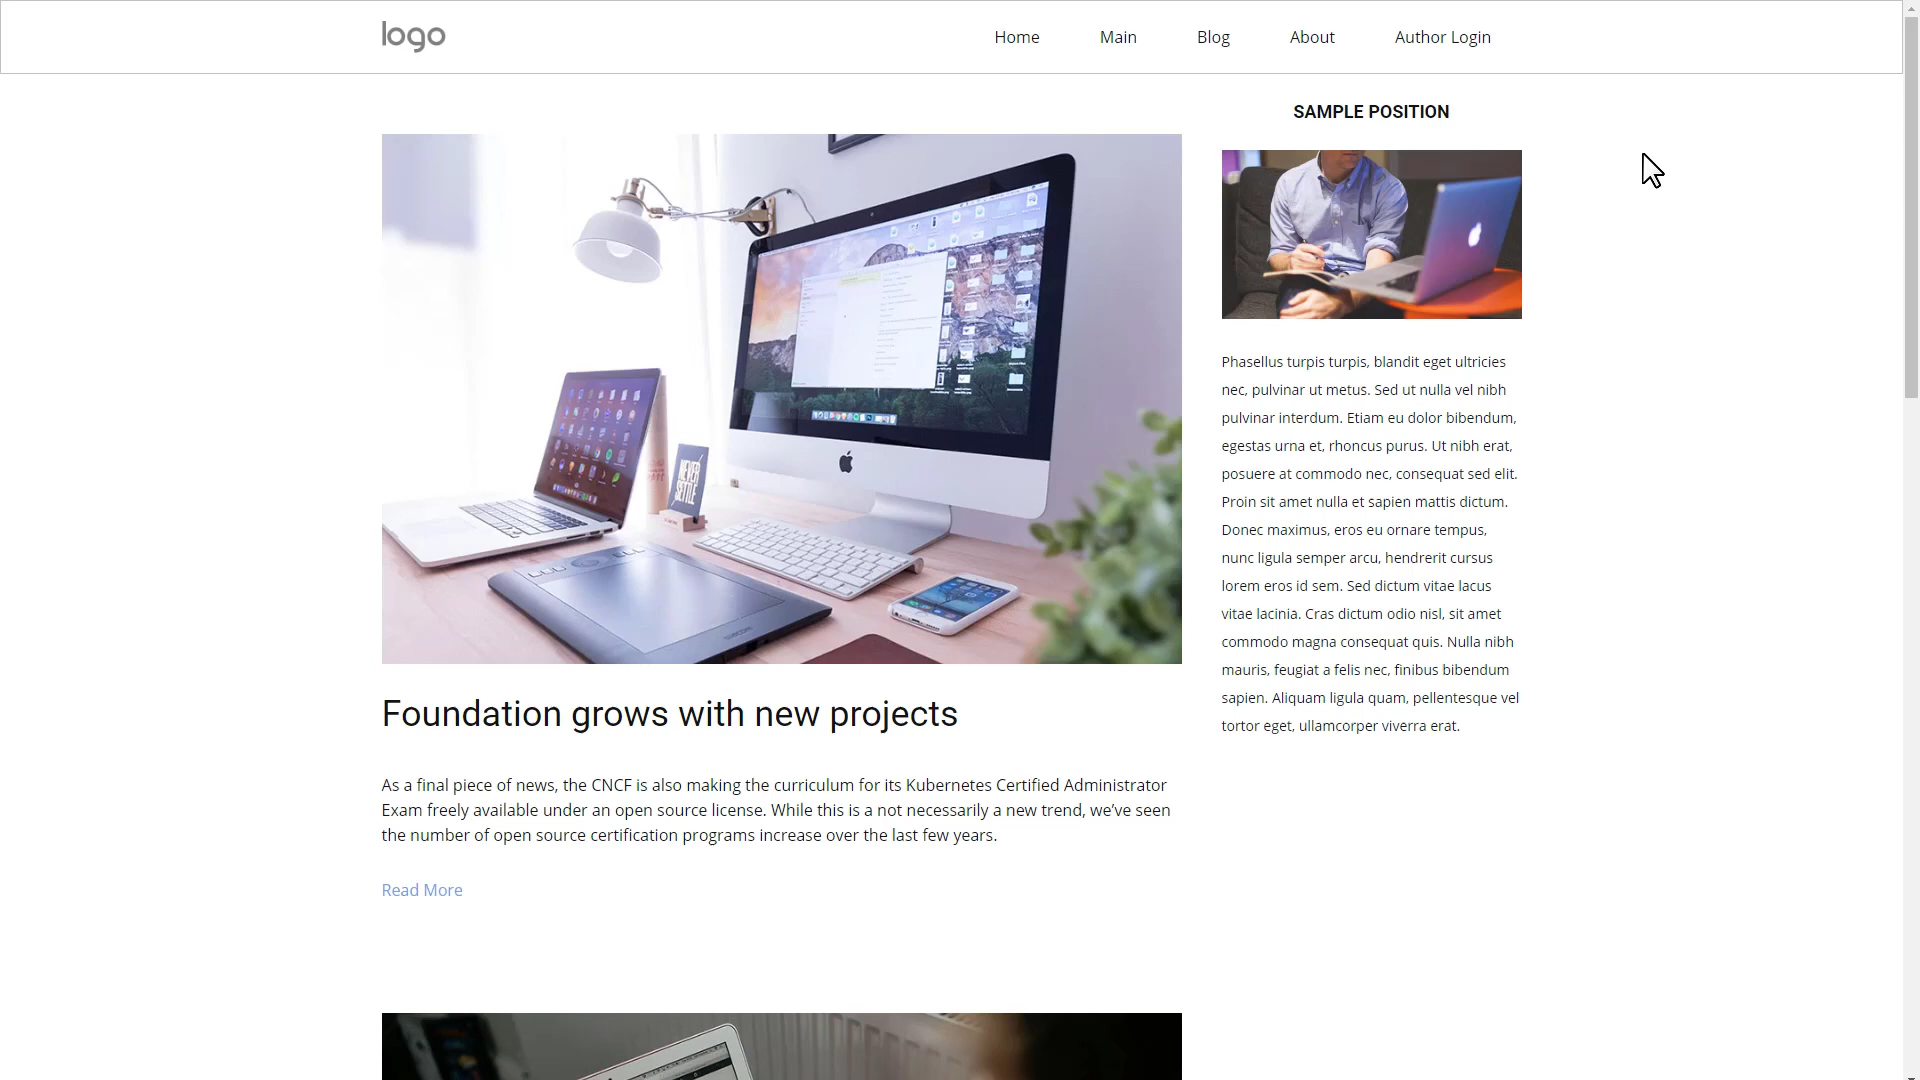 logo
Home
Main
Blog
About
Author Login
SAMPLE POSITION
NEVER
SETTLE
Foundation grows with new projects
As a final piece of news, the CNCF is also making the curriculum for its Kubernetes Certified Administrator
Exam freely available under an open source license. While this is a not necessarily a new trend, we’ve seen
the number of open source certification programs increase over the last few years.
Read More
Phasellus turpis turpis, blandit eget ultricies
nec, pulvinar ut metus. Sed ut nulla vel nibh
pulvinar interdum. Etiam eu dolor bibendum,
egestas urna et, rhoncus purus. Ut nibh erat,
posuere at commodo nec, consequat sed elit.
Proin sit amet nulla et sapien mattis dictum.
Donec maximus, eros eu ornare tempus,
nunc ligula semper arcu, hendrerit cursus
lorem eros id sem. Sed dictum vitae lacus
vitae lacinia. Cras dictum odio nisl, sit amet
commodo magna consequat quis. Nulla nibh
mauris, feugiat a felis nec, finibus bibendum
sapien. Aliquam ligula quam, pellentesque vel
tortor eget, ullamcorper viverra erat.